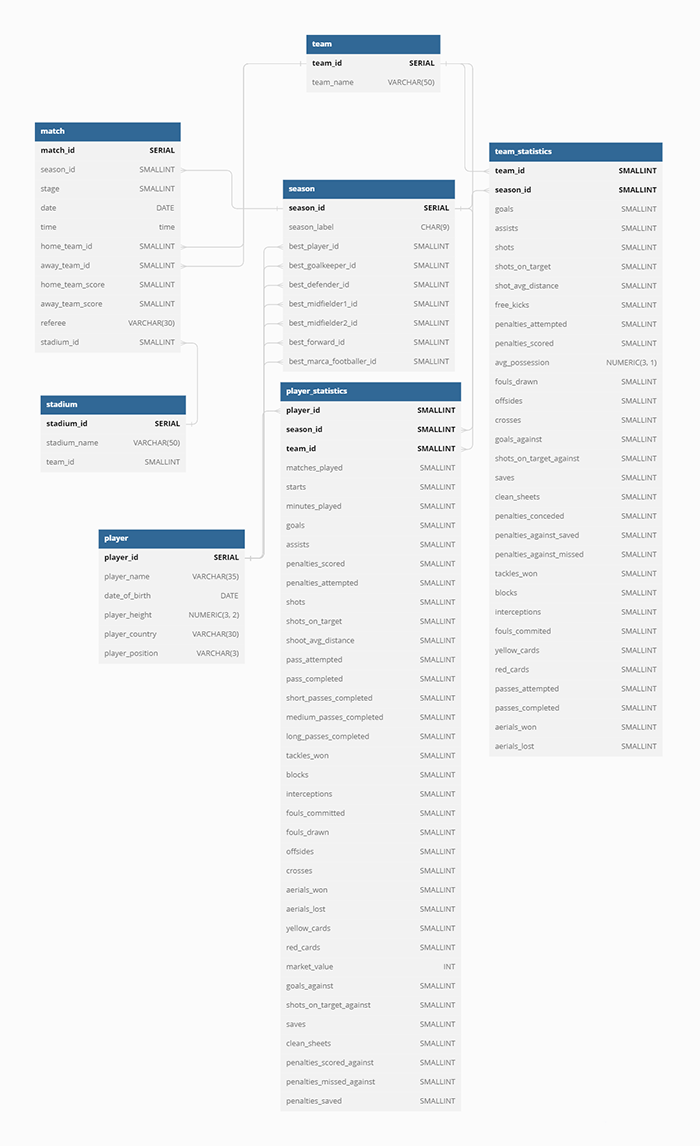 team
team_id SERIAL
team_name VARCHAR(50)
match
match_id SERIAL
season_id SMALLINT
stage SMALLINT
date DATE
time time
home_team_id SMALLINT
away_team_id SMALLINT
home_team_score SMALLINT
away_team_score SMALLINT
referee VARCHAR(30)
stadium_id SMALLINT
season
season_id SERIAL
season_label CHAR(9)
best_player_id SMALLINT
best_goalkeeper_id SMALLINT
best_defender_id SMALLINT
best_midfielder1_id SMALLINT
best_midfielder2_id SMALLINT
best_forward_id SMALLINT
best_marca_footballer_id SMALLINT
team_statistics
team_id SMALLINT
season_id SMALLINT
goals SMALLINT
assists SMALLINT
shots SMALLINT
shots_on_target SMALLINT
shot_avg_distance SMALLINT
free_kicks SMALLINT
penalties_attempted SMALLINT
penalties_scored SMALLINT
avg_possession NUMERIC(3, 1)
fouls_drawn SMALLINT
offsides SMALLINT
crosses SMALLINT
goals_against SMALLINT
shots_on_target_against SMALLINT
saves SMALLINT
clean_sheets SMALLINT
penalties_conceded SMALLINT
penalties_against_saved SMALLINT
penalties_against_missed SMALLINT
tackles_won SMALLINT
blocks SMALLINT
interceptions SMALLINT
fouls_commited SMALLINT
yellow_cards SMALLINT
red_cards SMALLINT
passes_attempted SMALLINT
passes_completed SMALLINT
aerials_won SMALLINT
aerials_lost SMALLINT
stadium
stadium_id SERIAL
stadium_name VARCHAR(50)
team_id SMALLINT
player
player_id SERIAL
player_name VARCHAR(35)
date_of_birth DATE
player_height NUMERIC(3, 2)
player_country VARCHAR(30)
player_position VARCHAR(3)
player_statistics
player_id SMALLINT
season_id SMALLINT
team_id SMALLINT
matches_played SMALLINT
starts SMALLINT
minutes_played SMALLINT
goals SMALLINT
assists SMALLINT
penalties_scored SMALLINT
penalties_attempted SMALLINT
shots SMALLINT
shots_on_target SMALLINT
shoot_avg_distance SMALLINT
pass_attempted SMALLINT
pass_completed SMALLINT
short_passes_completed SMALLINT
medium_passes_completed SMALLINT
long_passes_completed SMALLINT
tackles_won SMALLINT
blocks SMALLINT
interceptions SMALLINT
fouls_committed SMALLINT
fouls_drawn SMALLINT
offsides SMALLINT
crosses SMALLINT
aerials_won SMALLINT
aerials_lost SMALLINT
yellow_cards SMALLINT
red_cards SMALLINT
market_value INT
goals_against SMALLINT
shots_on_target_against SMALLINT
saves SMALLINT
clean_sheets SMALLINT
penalties_scored_against SMALLINT
penalties_missed_against SMALLINT
penalties_saved SMALLINT